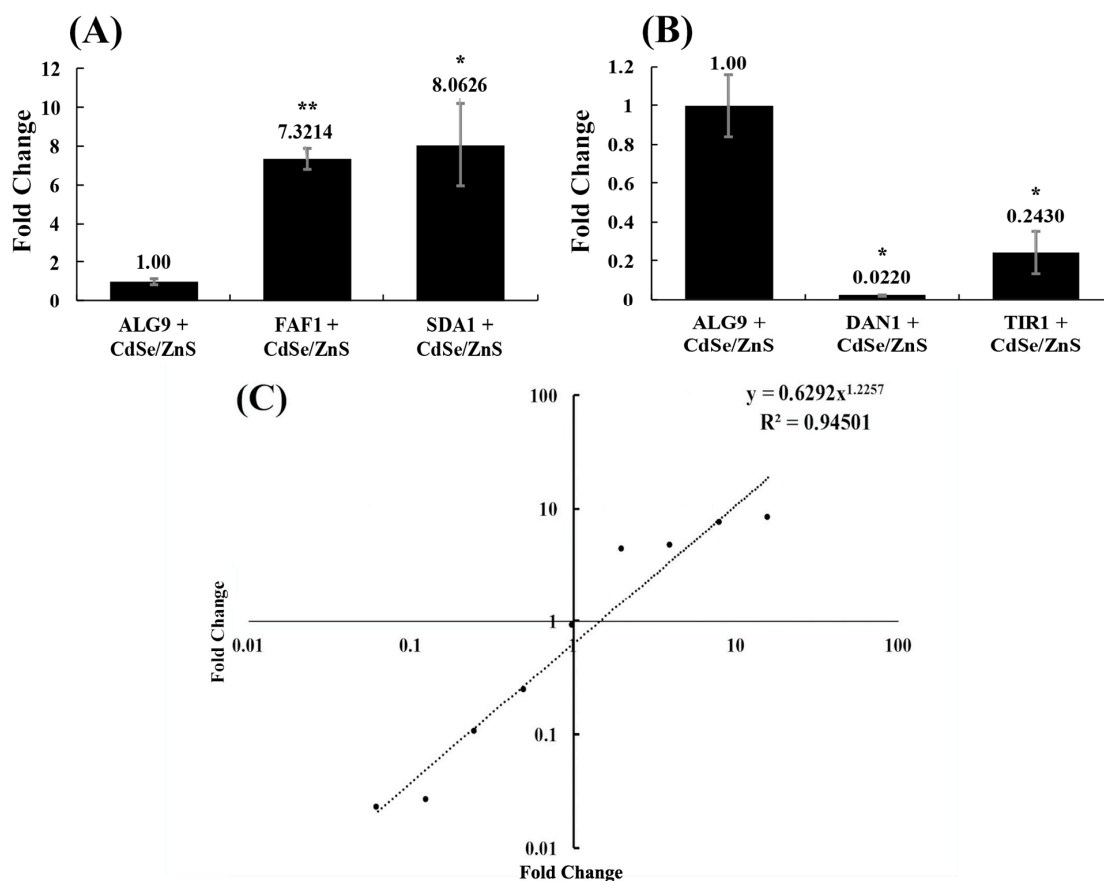 (A)
Fold Change
12
10
8
6
4
2
0
1.00
**
7.3214
*
8.0626
ALG9 +
CdSe/ZnS
FAF1 +
CdSe/ZnS
SDA1 +
CdSe/ZnS
(B)
Fold Change
1.2
1
0.8
0.6
0.4
0.2
0
1.00
*
0.0220
*
0.2430
ALG9 +
CdSe/ZnS
DAN1 +
CdSe/ZnS
TIR1 +
CdSe/ZnS
(C)
y = 0.6292x^1.2257
R² = 0.94501
Fold Change
100
10
1
0.1
0.01
0.01
0.1
1
10
100
Fold Change